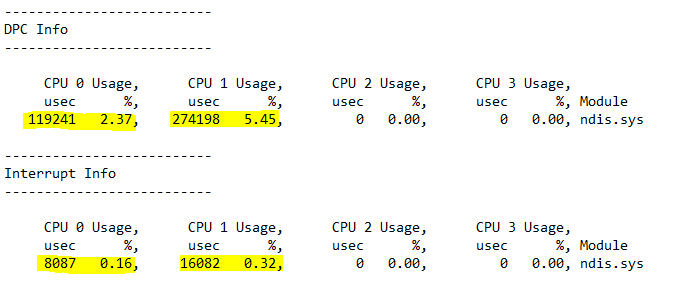 --------------------------
DPC Info
--------------------------
CPU 0 Usage, CPU 1 Usage, CPU 2 Usage, CPU 3 Usage,
usec %, usec %, usec %, usec %, Module
119241 2.37, 274198 5.45, 0 0.00, 0 0.00, ndis.sys
--------------------------
Interrupt Info
--------------------------
CPU 0 Usage, CPU 1 Usage, CPU 2 Usage, CPU 3 Usage,
usec %, usec %, usec %, usec %, Module
8087 0.16, 16082 0.32, 0 0.00, 0 0.00, ndis.sys